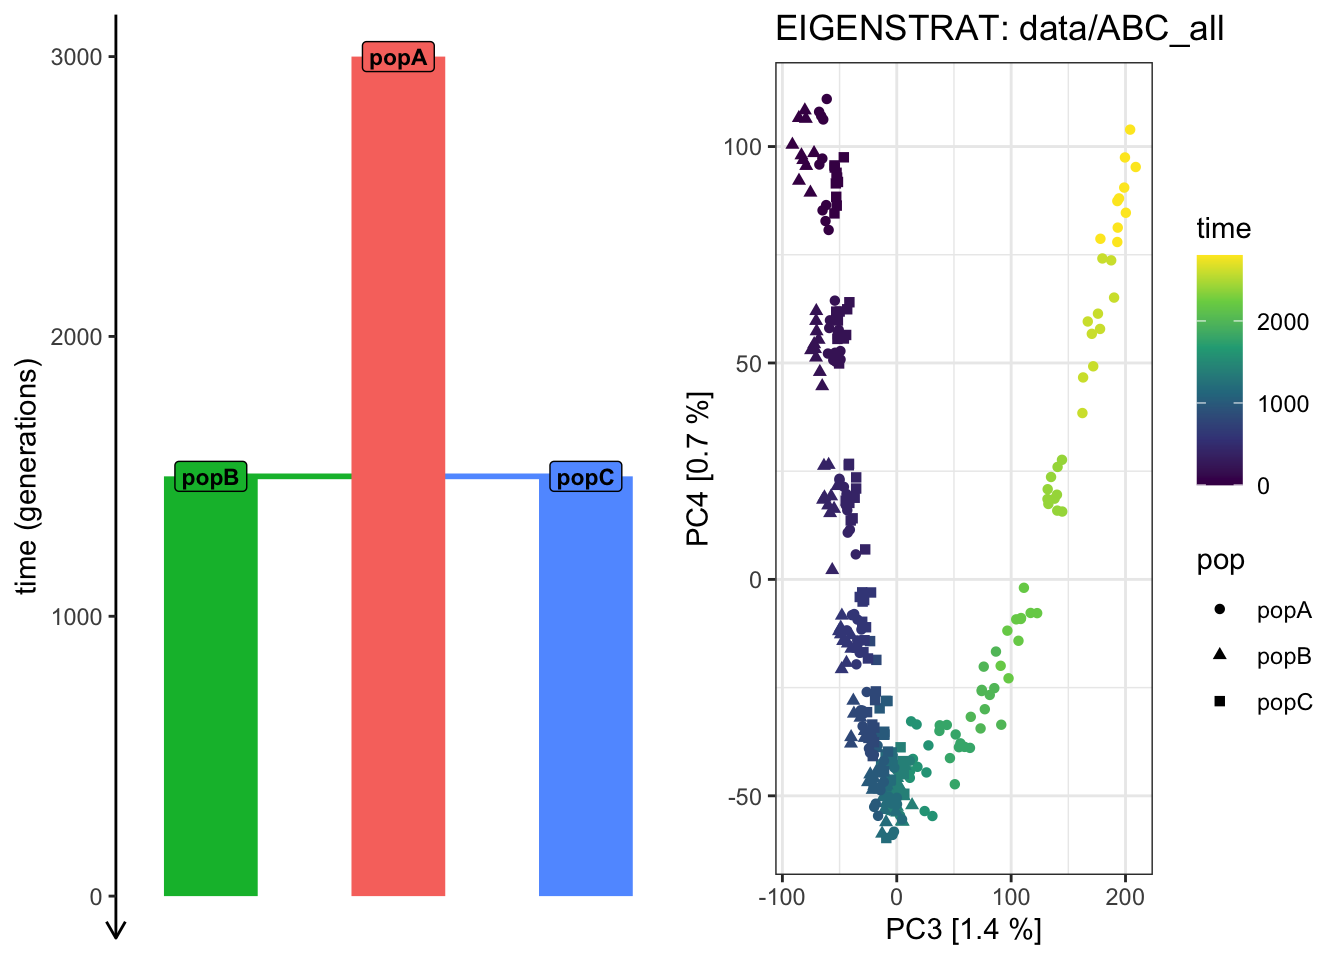 time (generations)
3000
2000
1000
0
popA
popB
popC
EIGENSTRAT: data/ABC_all
PC4 [0.7 %]
100
50
0
-50
-100
0
100
200
PC3 [1.4 %]
time
2000
1000
0
pop
popA
popB
popC